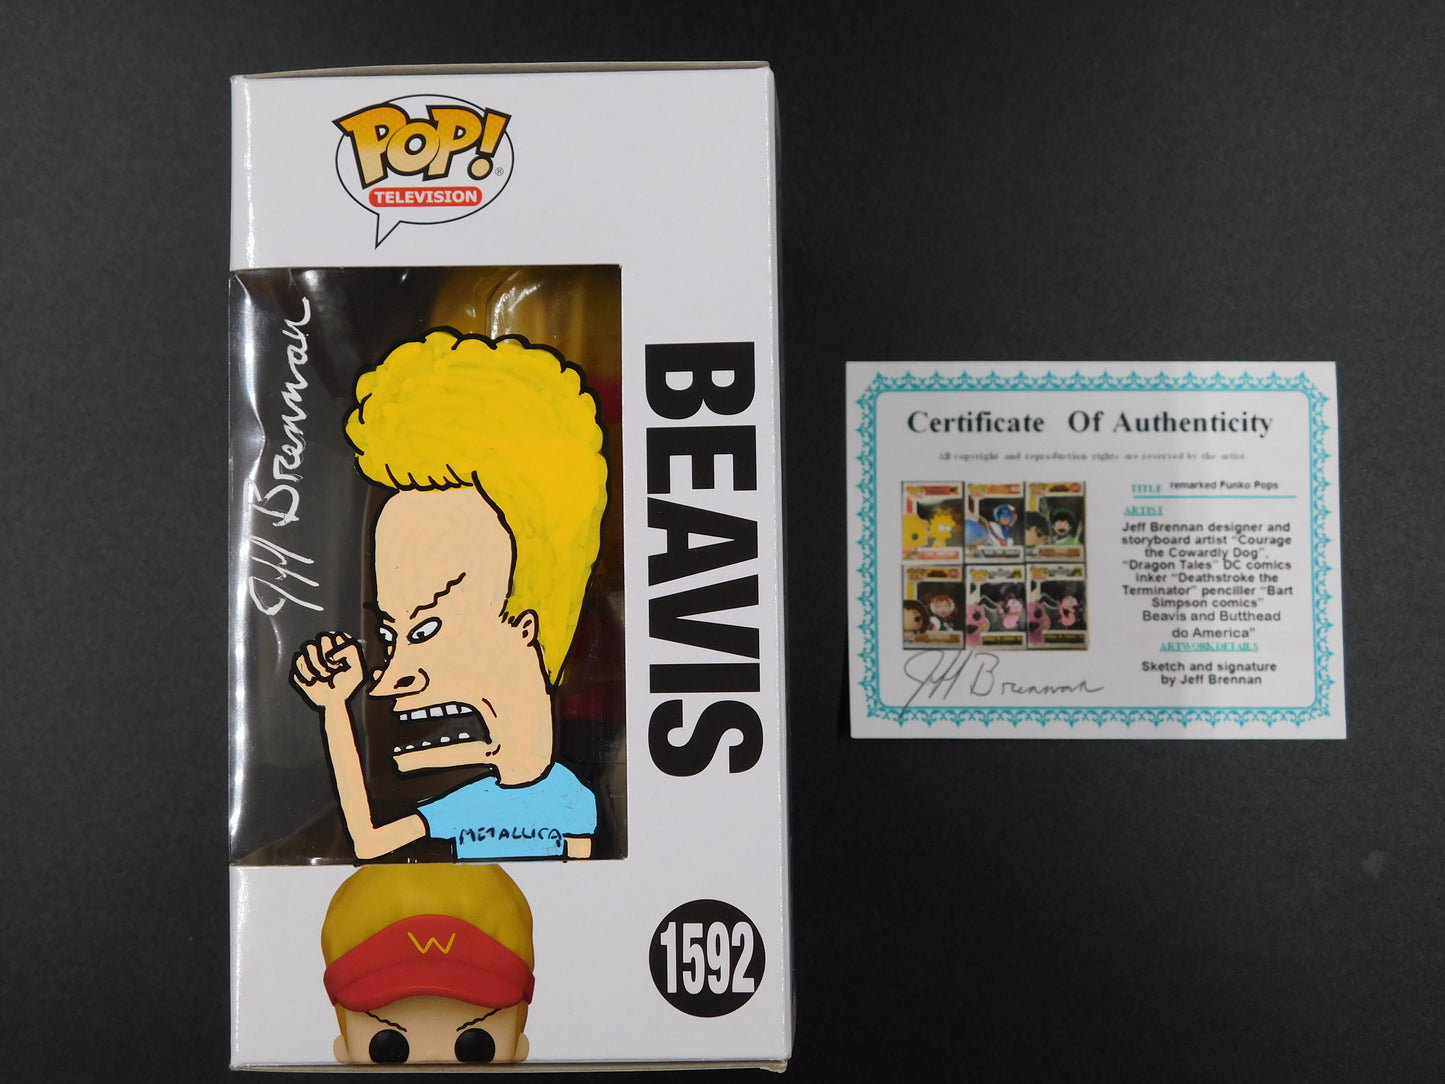 POP!
®
TELEVISION
Jeff Brennan
BEAVIS
METALLICA
W
1592
Certificate Of Authenticity
All copyright and reproduction rights are reserved by the artist.
TITLE remarked Funko Pops
ARTIST
Jeff Brennan designer and
storyboard artist "Courage
the Cowardly Dog",
"Dragon Tales" DC comics
inker "Deathstroke the
Terminator" penciller "Bart
Simpson comics"
Beavis and Butthead
do America"
ARTWORK DETAILS
Sketch and signature
by Jeff Brennan
Jeff Brennan